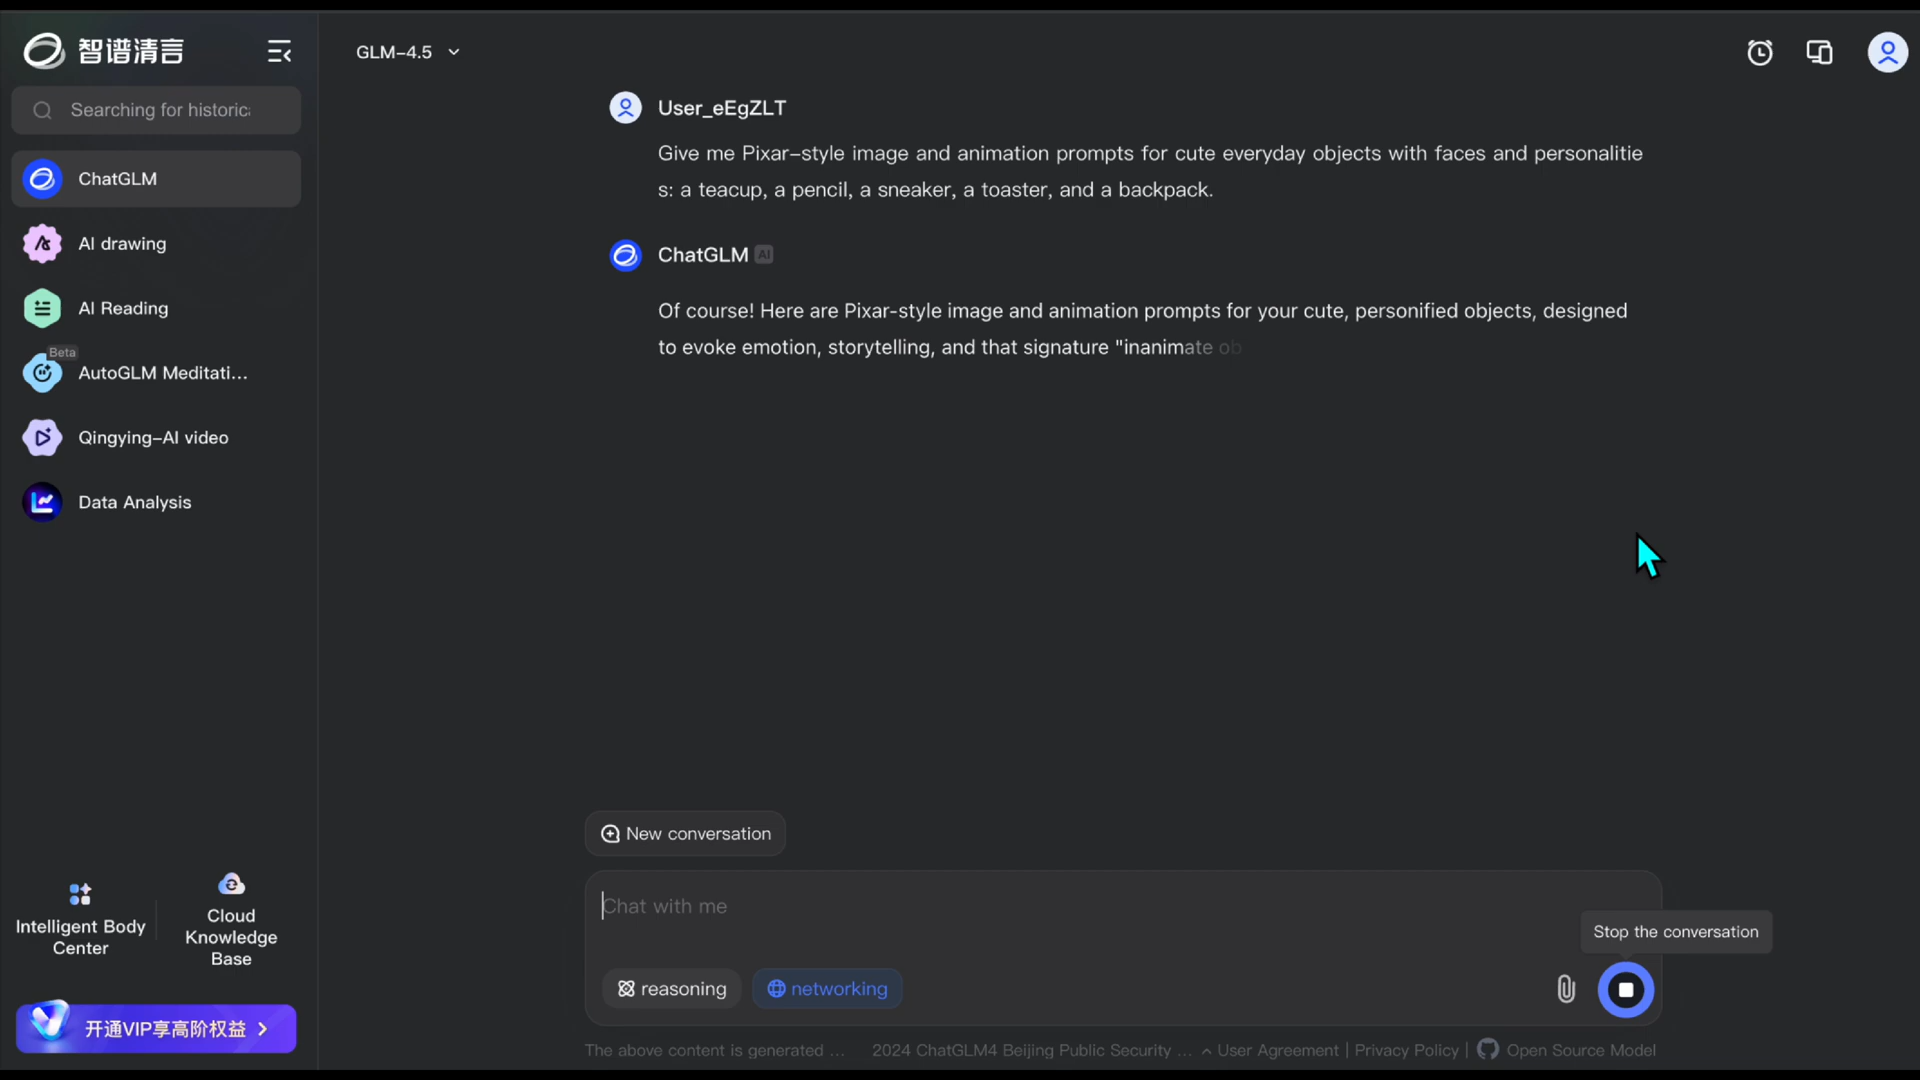 智谱清言
Searching for historic
ChatGLM
AI drawing
AI Reading
Beta
AutoGLM Meditati...
Qingying-AI video
Data Analysis
Intelligent Body
Center
Cloud
Knowledge
Base
开通VIP享高阶权益
GLM-4.5
User_eEgZLT
Give me Pixar-style image and animation prompts for cute everyday objects with faces and personalitie
s: a teacup, a pencil, a sneaker, a toaster, and a backpack.
ChatGLM AI
Of course! Here are Pixar-style image and animation prompts for your cute, personified objects, designed
to evoke emotion, storytelling, and that signature "inanimate ob
New conversation
Chat with me
Stop the conversation
reasoning networking
The above content is generated ... 2024 ChatGLM4 Beijing Public Security ... User Agreement | Privacy Policy | Open Source Model